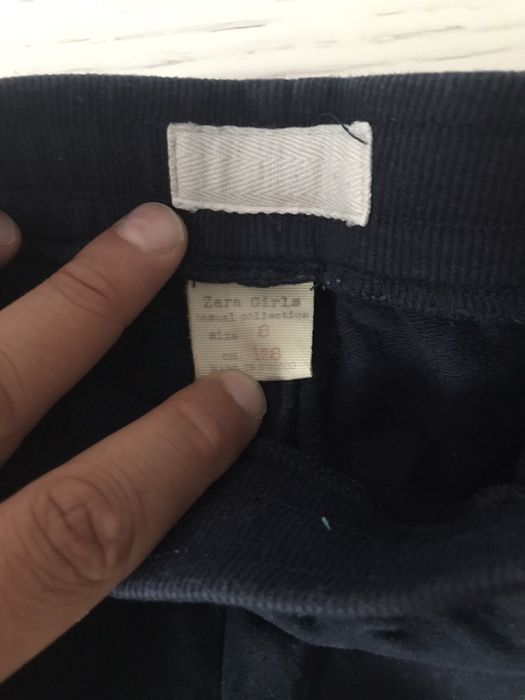 Zara Girls
casual collection
size 8
cm 128